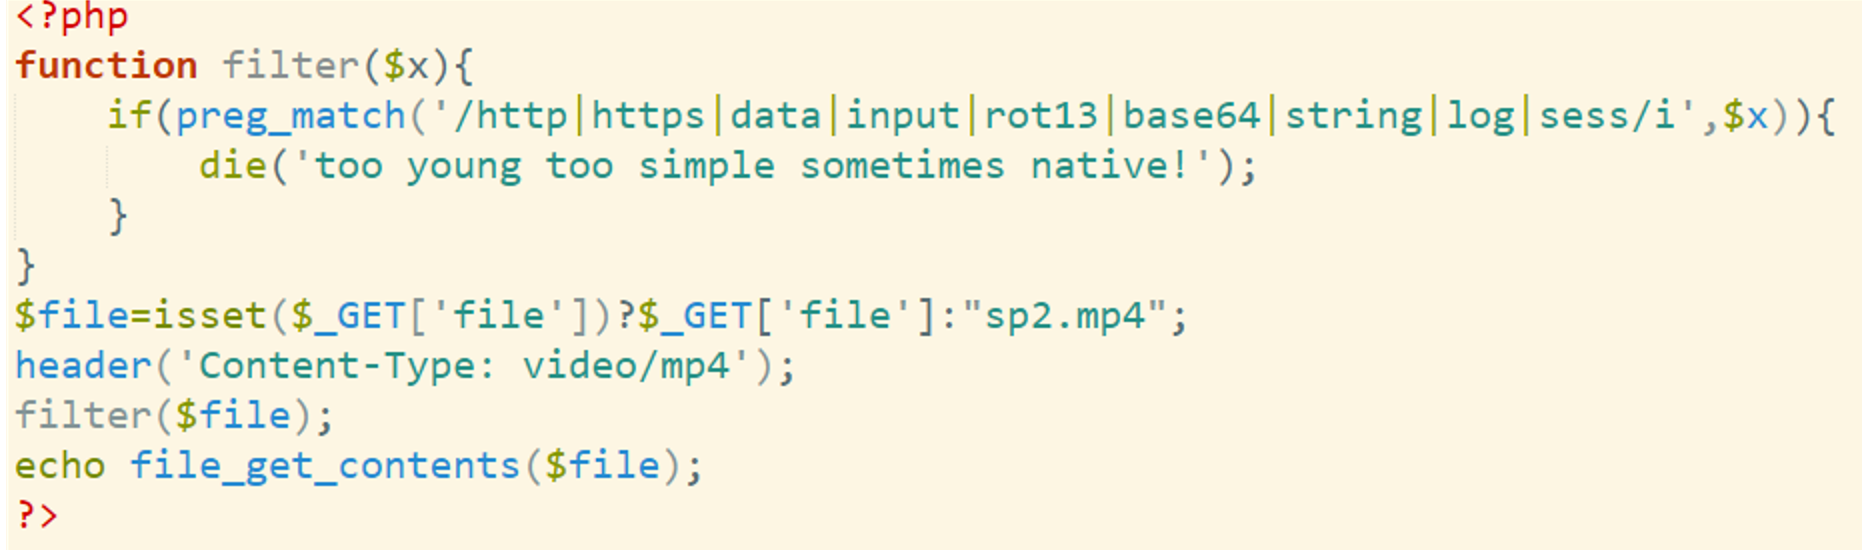 <?php
function filter($x){
    if(preg_match('/http|https|data|input|rot13|base64|string|log|sess/i',$x)){
        die('too young too simple sometimes native!');
    }
}
$file=isset($_GET['file'])?$_GET['file']:"sp2.mp4";
header('Content-Type: video/mp4');
filter($file);
echo file_get_contents($file);
?>